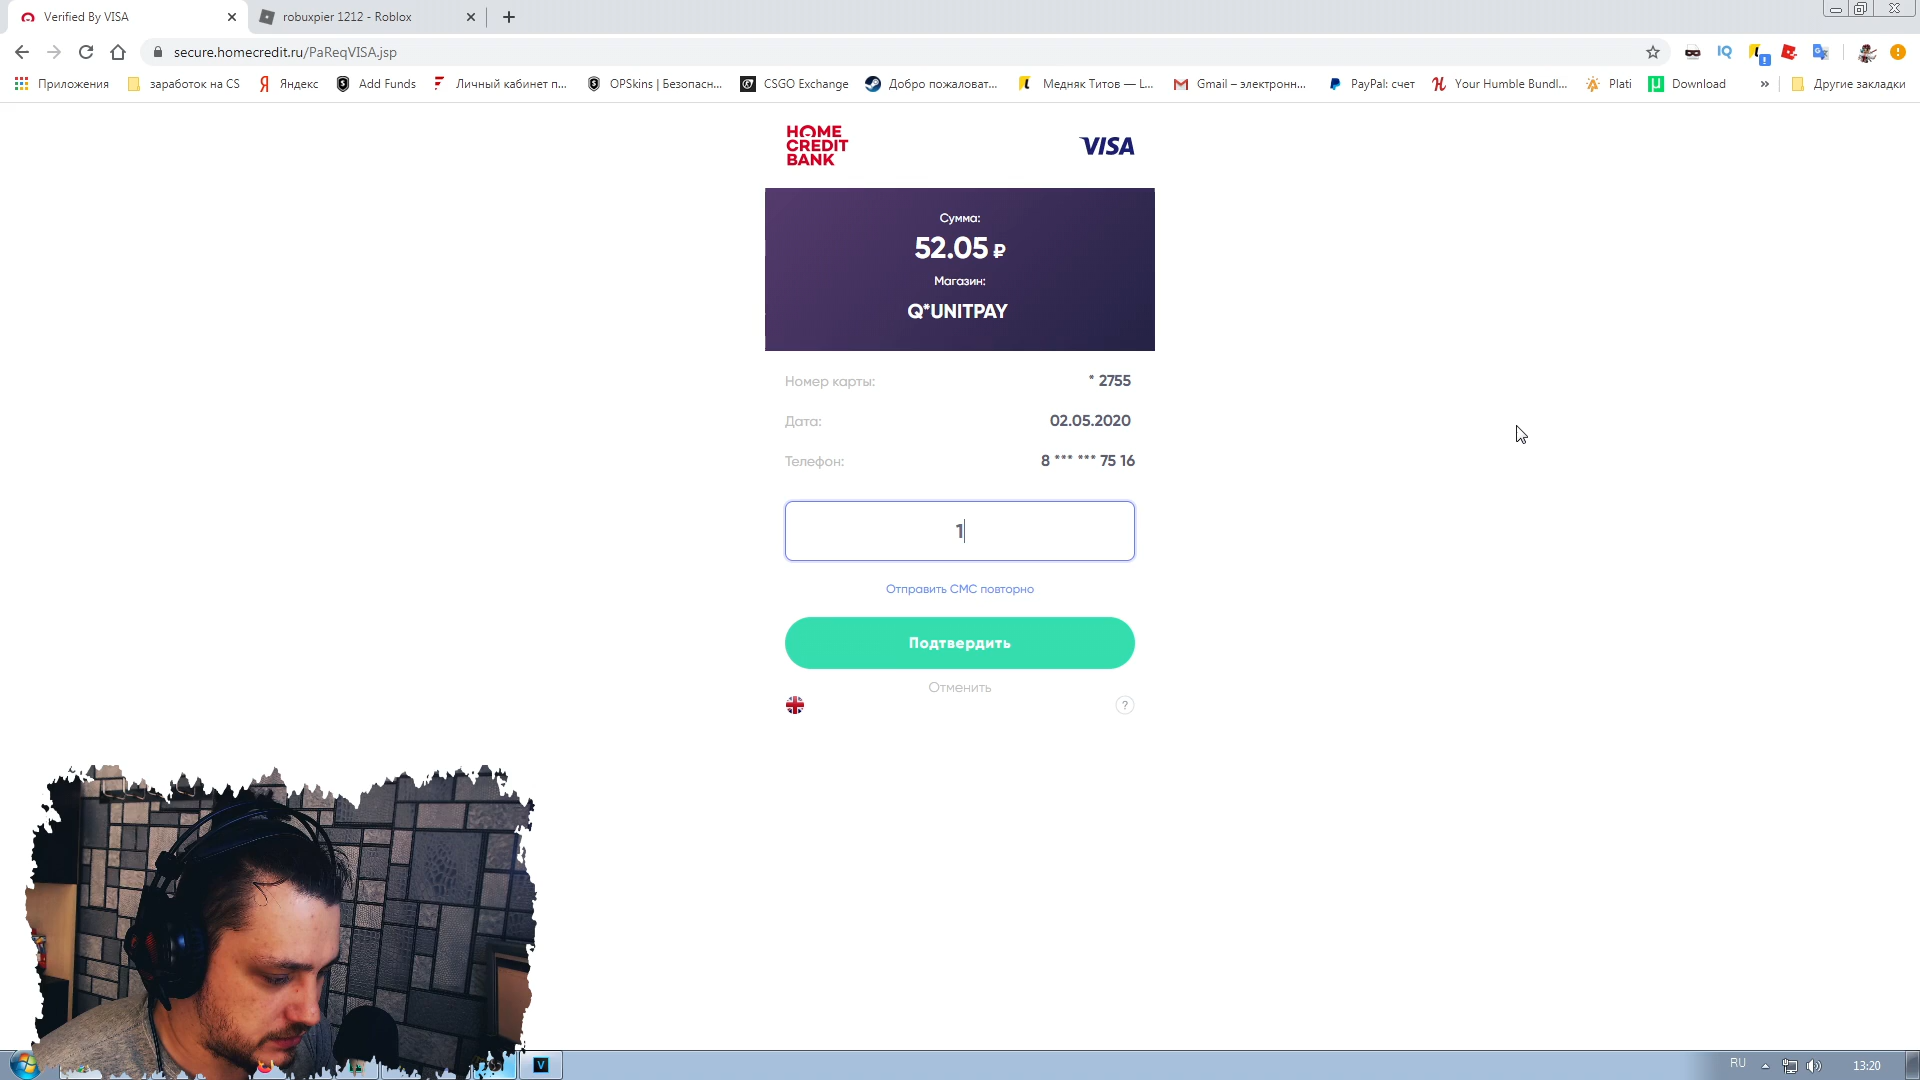 Verified By VISA
robuxpier 1212 - Roblox
secure.homecredit.ru/PaReqVISA.jsp
IQ
Приложения
заработок на CS
Яндекс
Add Funds
Личный кабинет п...
OPSkins | Безопасн...
CSGO Exchange
Добро пожаловат...
Медняк Титов — L...
Gmail – электронн...
PayPal: счет
Your Humble Bundl...
Plati
Download
»
Другие закладки
HOME
CREDIT
BANK
VISA
Сумма:
52.05 ₽
Магазин:
Q*UNITPAY
Номер карты:
* 2755
Дата:
02.05.2020
Телефон:
8 *** *** 75 16
1
Отправить СМС повторно
Подтвердить
Отменить
?
V
RU
13:20